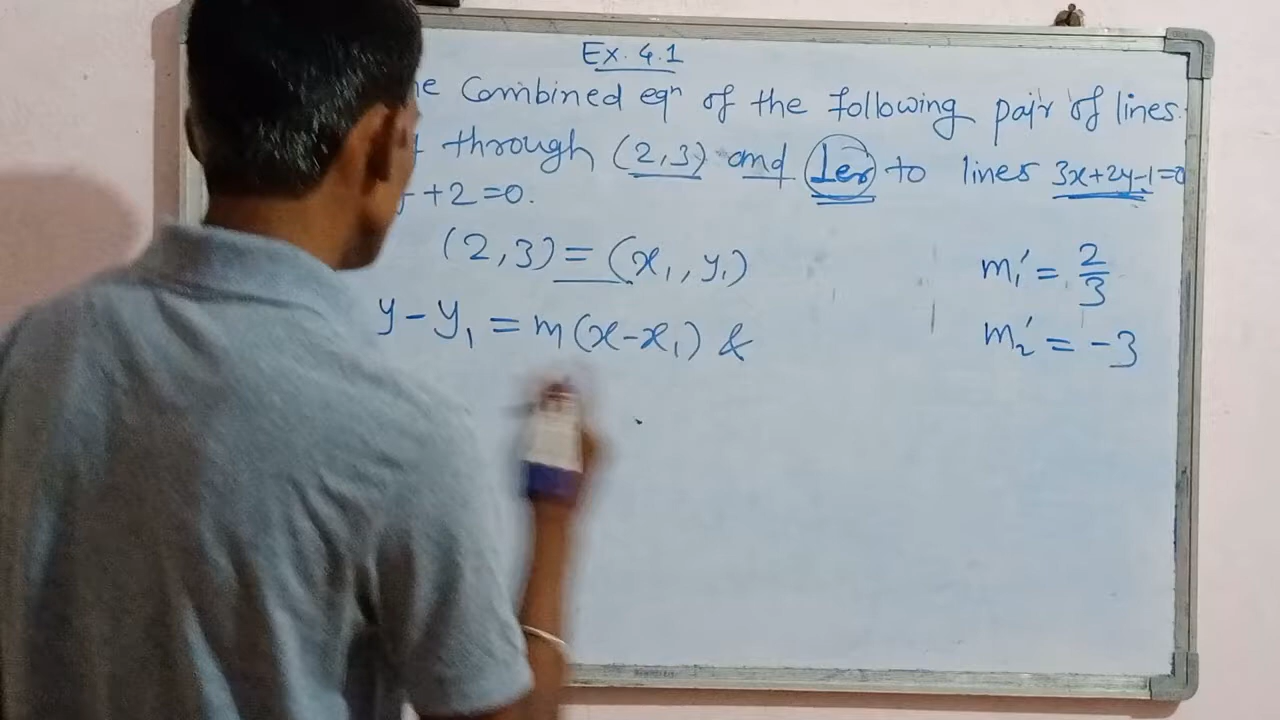 Ex. 4.1
Combined eqⁿ of the following pair of lines.
through (2,3) and ⊥er to lines 3x+2y-1=0
+2=0.
(2,3) = (x₁, y₁)
m₁' = 2/3
y - y₁ = m(x - x₁) &
m₂' = -3